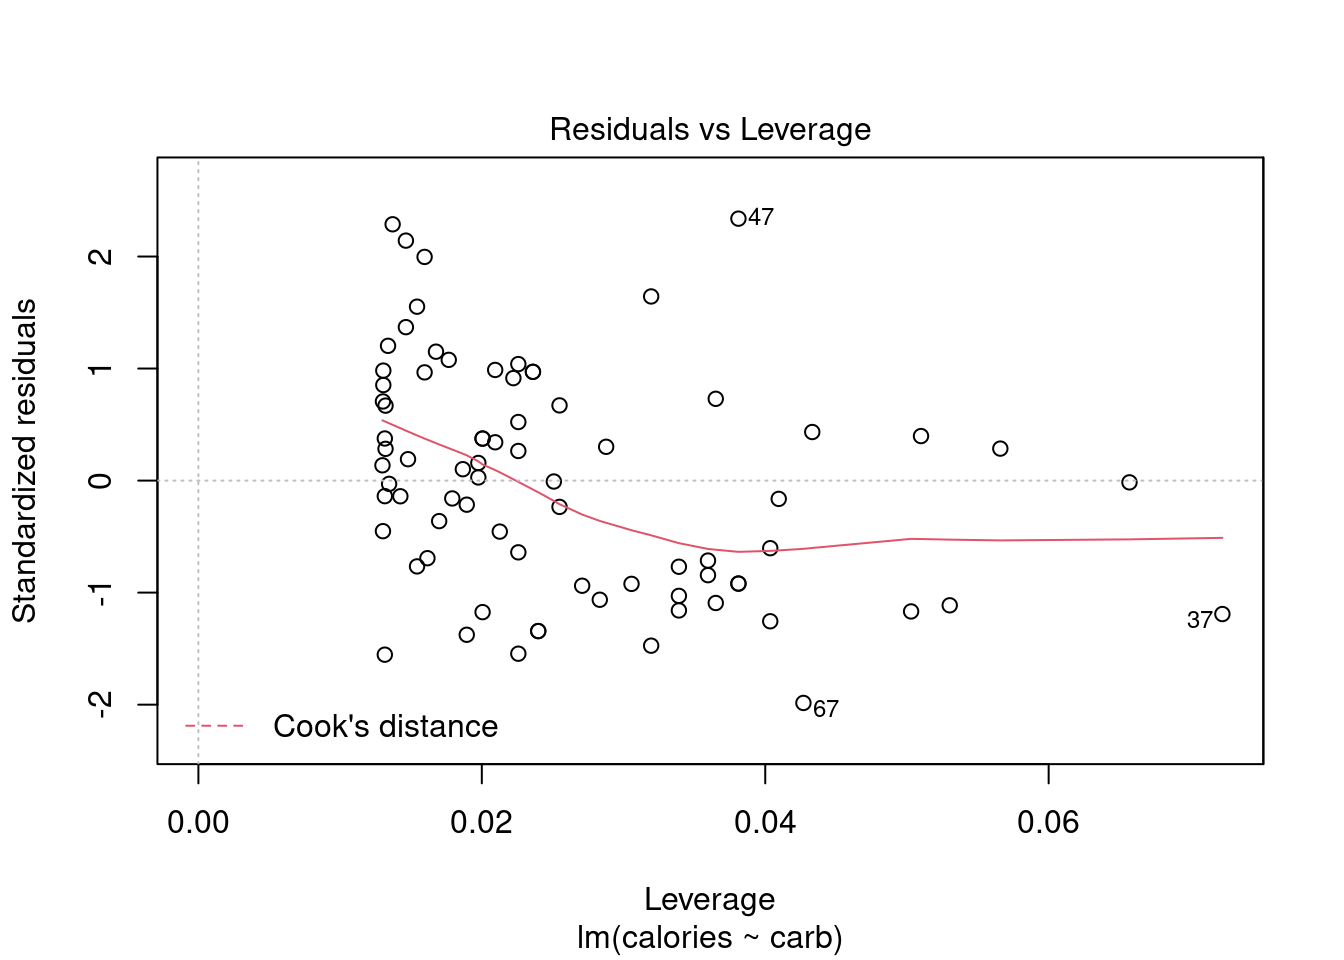 Residuals vs Leverage
Standardized residuals
2
1
0
-1
-2
47
37
67
Cook's distance
0.00 0.02 0.04 0.06
Leverage
lm(calories ~ carb)